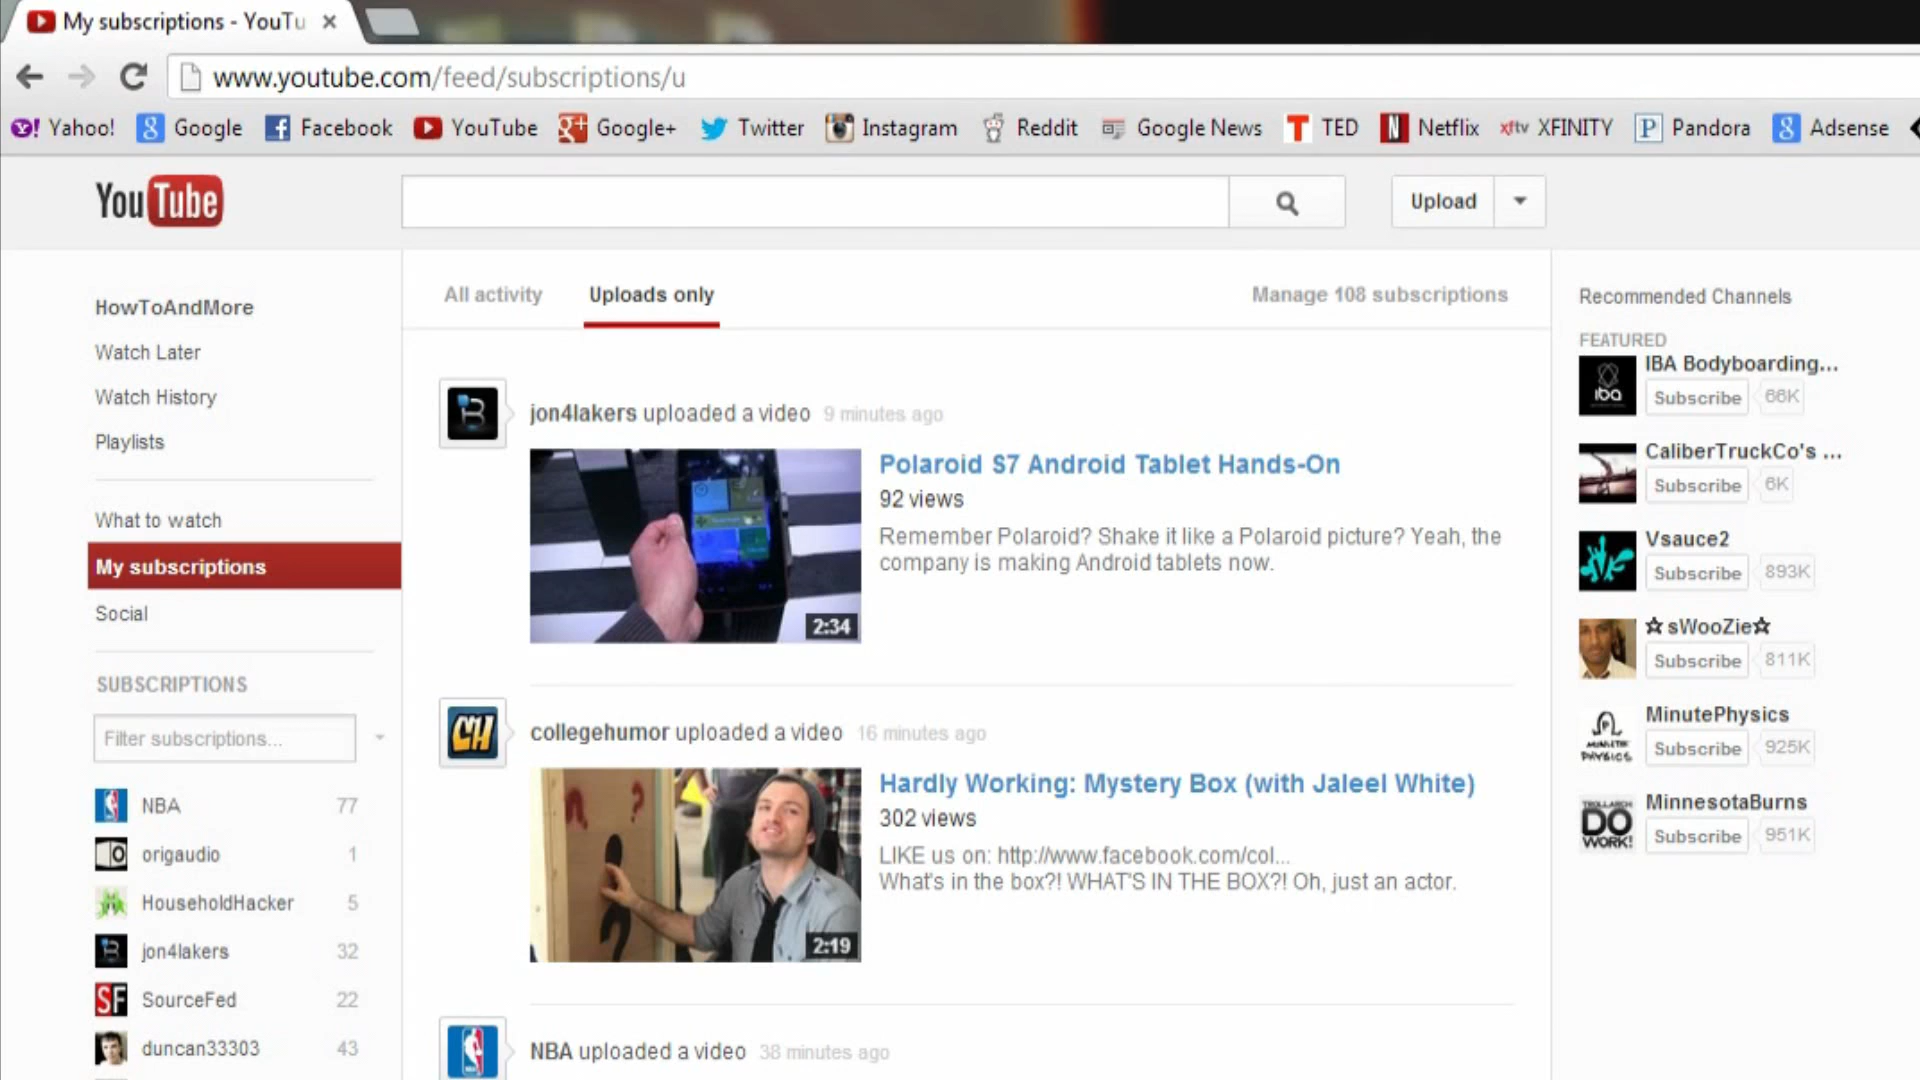 My subscriptions - YouTu
www.youtube.com/feed/subscriptions/u
Yahoo! Google Facebook YouTube Google+ Twitter Instagram Reddit Google News TED Netflix xftv XFINITY Pandora Adsense
YouTube
Upload
HowToAndMore
Watch Later
Watch History
Playlists
What to watch
My subscriptions
Social
SUBSCRIPTIONS
Filter subscriptions...
NBA 77
origaudio 1
HouseholdHacker 5
jon4lakers 32
SF SourceFed 22
duncan33303 43
All activity Uploads only Manage 108 subscriptions
jon4lakers uploaded a video 9 minutes ago
2:34
Polaroid S7 Android Tablet Hands-On
92 views
Remember Polaroid? Shake it like a Polaroid picture? Yeah, the
company is making Android tablets now.
CH
collegehumor uploaded a video 16 minutes ago
2:19
Hardly Working: Mystery Box (with Jaleel White)
302 views
LIKE us on: http://www.facebook.com/col...
What's in the box?! WHAT'S IN THE BOX?! Oh, just an actor.
NBA uploaded a video 38 minutes ago
Recommended Channels
FEATURED
iba
IBA Bodyboarding...
Subscribe 66K
CaliberTruckCo's ...
Subscribe 6K
Vsauce2
Subscribe 893K
☆ sWooZie☆
Subscribe 811K
MINUTE PHYSICS
MinutePhysics
Subscribe 925K
DO WORK!
MinnesotaBurns
Subscribe 951K